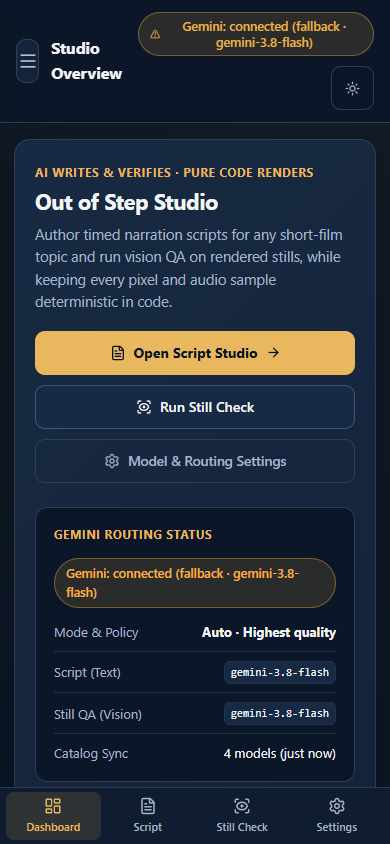 Studio
Overview
Gemini: connected (fallback ·
gemini-3.8-flash)
AI WRITES & VERIFIES · PURE CODE RENDERS
Out of Step Studio
Author timed narration scripts for any short-film
topic and run vision QA on rendered stills, while
keeping every pixel and audio sample
deterministic in code.
Open Script Studio →
Run Still Check
Model & Routing Settings
GEMINI ROUTING STATUS
Gemini: connected (fallback · gemini-3.8-
flash)
Mode & Policy Auto · Highest quality
Script (Text) gemini-3.8-flash
Still QA (Vision) gemini-3.8-flash
Catalog Sync 4 models (just now)
Dashboard Script Still Check Settings